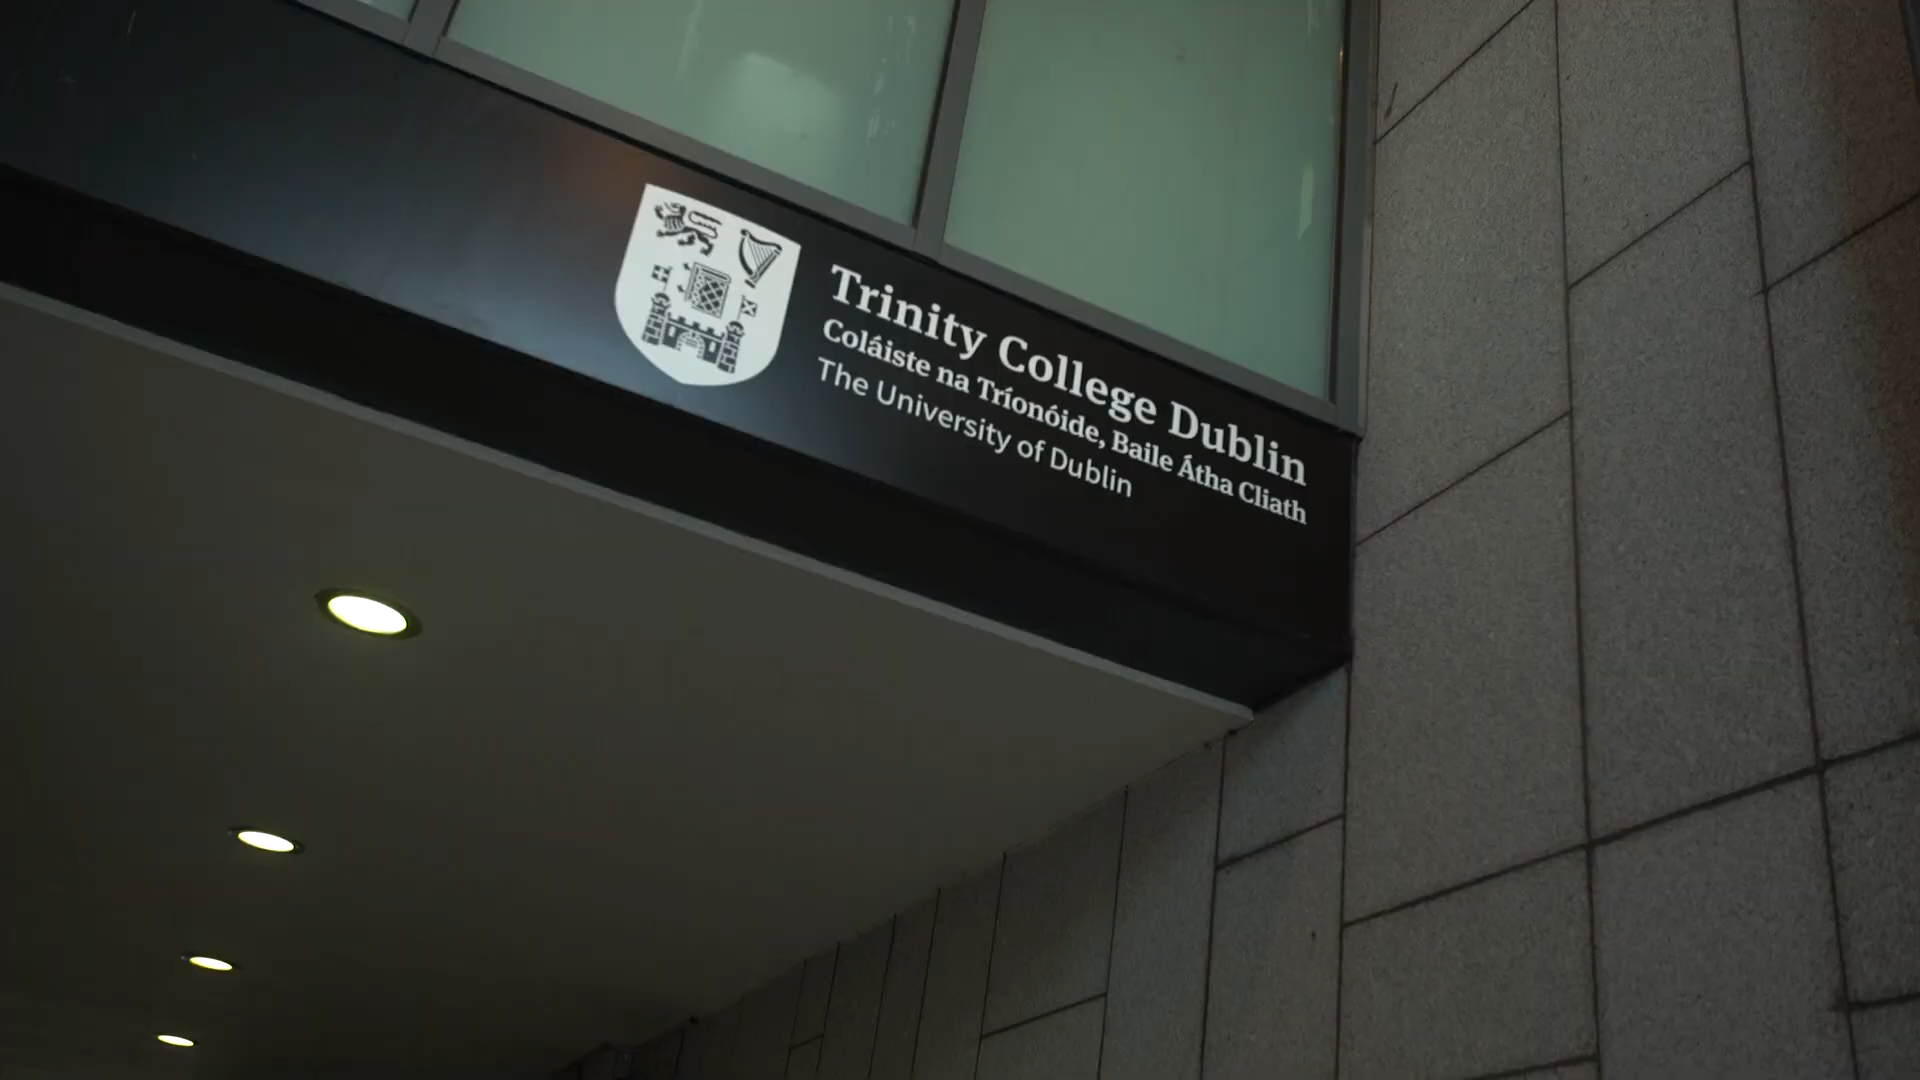 Trinity College Dublin
Coláiste na Tríonóide, Baile Átha Cliath
The University of Dublin